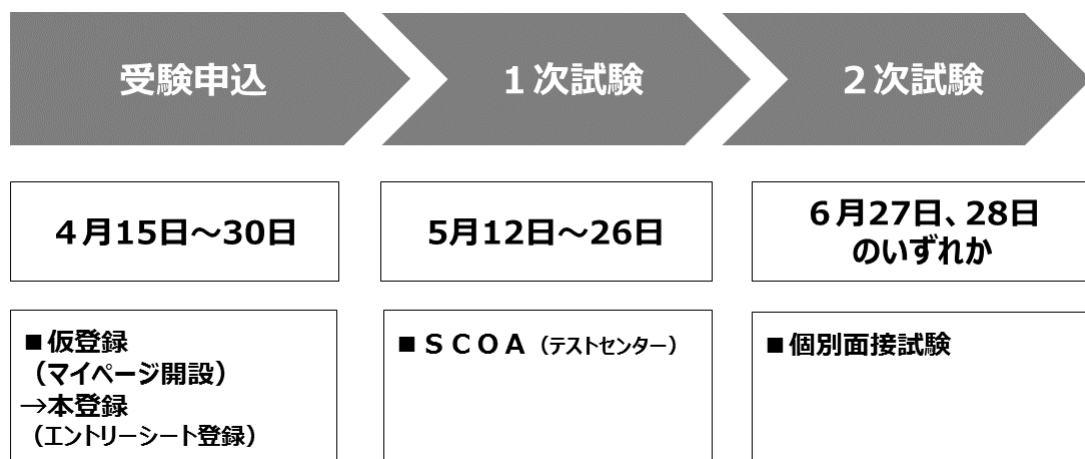 受験申込
１次試験
２次試験
４月15日～30日
5月12日～26日
６月27日、28日
のいずれか
■仮登録
（マイページ開設）
→本登録
（エントリーシート登録）
■ＳＣＯＡ（テストセンター）
■個別面接試験